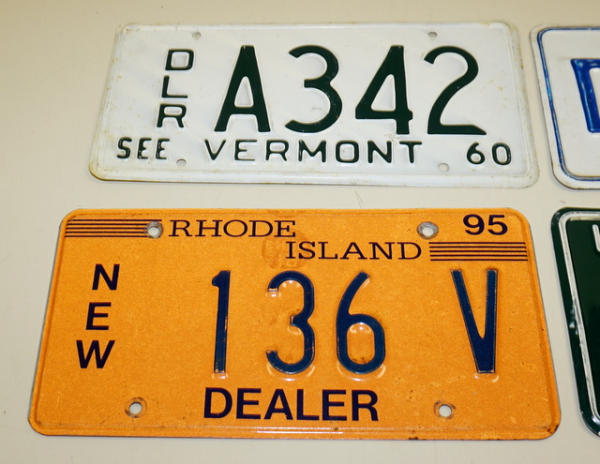 DLR A342
SEE VERMONT 60
RHODE ISLAND 95
NEW 136 V
DEALER